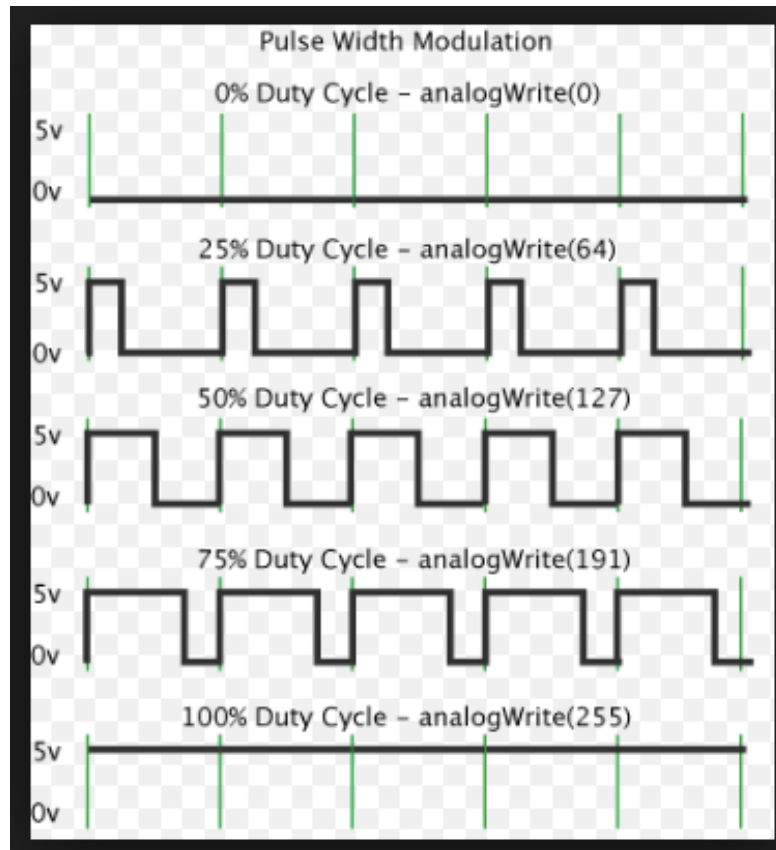 Pulse Width Modulation
0% Duty Cycle – analogWrite(0)
5v
0v
25% Duty Cycle – analogWrite(64)
5v
0v
50% Duty Cycle – analogWrite(127)
5v
0v
75% Duty Cycle – analogWrite(191)
5v
0v
100% Duty Cycle – analogWrite(255)
5v
0v